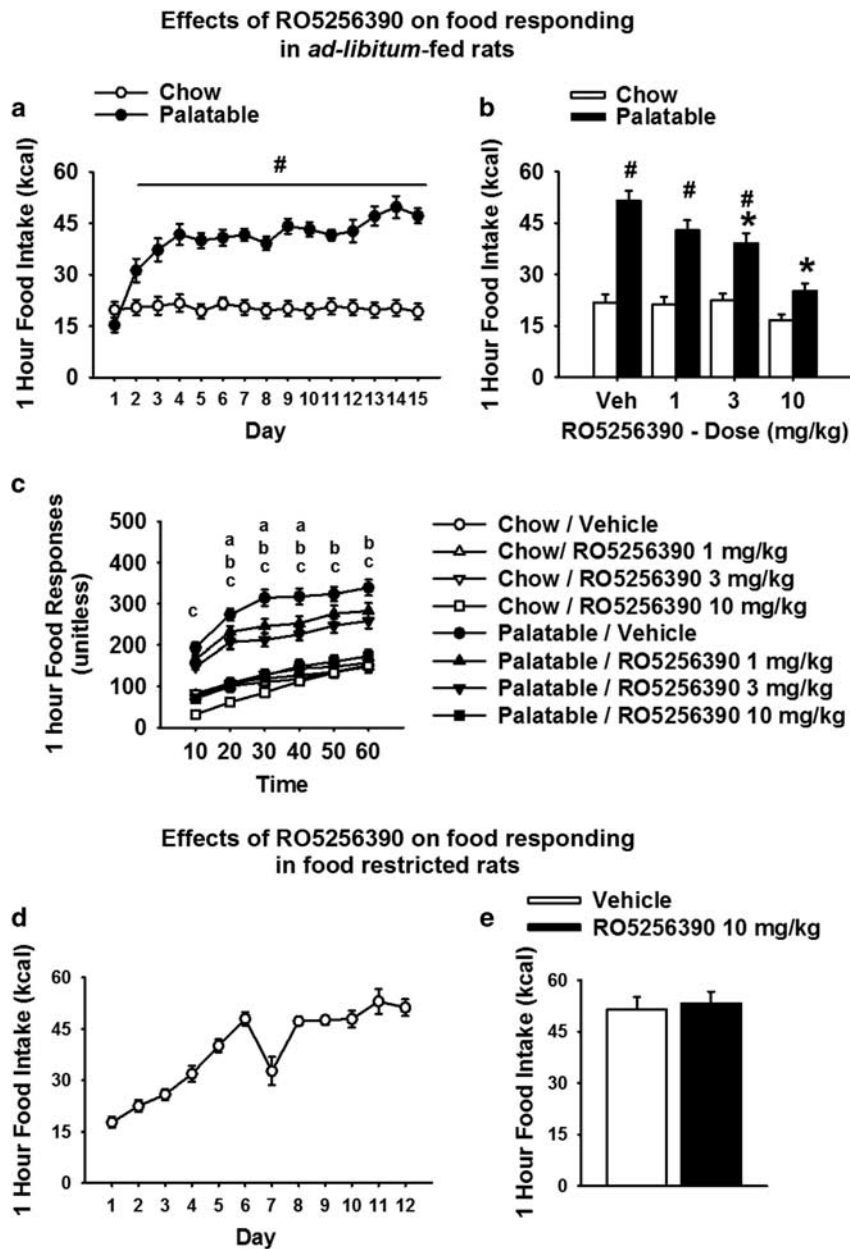 Effects of RO5256390 on food responding
in ad-libitum-fed rats
a
Chow
Palatable
1 Hour Food Intake (kcal)
60
45
30
15
0
#
1 2 3 4 5 6 7 8 9 10 11 12 13 14 15
Day
b
Chow
Palatable
1 Hour Food Intake (kcal)
60
45
30
15
0
#
#
#
*
*
Veh 1 3 10
RO5256390 - Dose (mg/kg)
c
1 hour Food Responses
(unitless)
500
400
300
200
100
0
a a a
b b b b b
c c c c c c
10 20 30 40 50 60
Time
Chow / Vehicle
Chow/ RO5256390 1 mg/kg
Chow / RO5256390 3 mg/kg
Chow / RO5256390 10 mg/kg
Palatable / Vehicle
Palatable / RO5256390 1 mg/kg
Palatable / RO5256390 3 mg/kg
Palatable / RO5256390 10 mg/kg
Effects of RO5256390 on food responding
in food restricted rats
d
1 Hour Food Intake (kcal)
60
45
30
15
0
1 2 3 4 5 6 7 8 9 10 11 12
Day
e
Vehicle
RO5256390 10 mg/kg
1 Hour Food Intake (kcal)
60
45
30
15
0